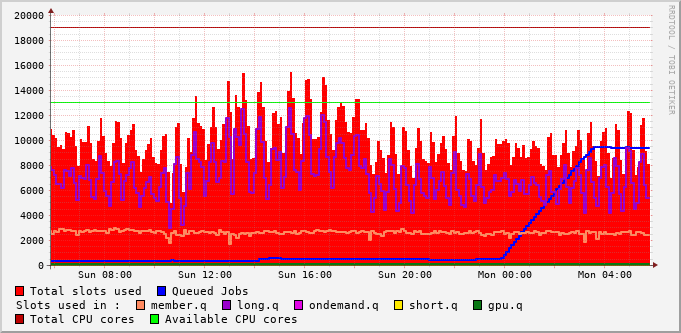 20000
18000
16000
14000
12000
10000
8000
6000
4000
2000
0
Sun 08:00 Sun 12:00 Sun 16:00 Sun 20:00 Mon 00:00 Mon 04:00
Total slots used Queued Jobs
Slots used in : member.q long.q ondemand.q short.q gpu.q
Total CPU cores Available CPU cores
RRDTOOL / TOBI OETIKER